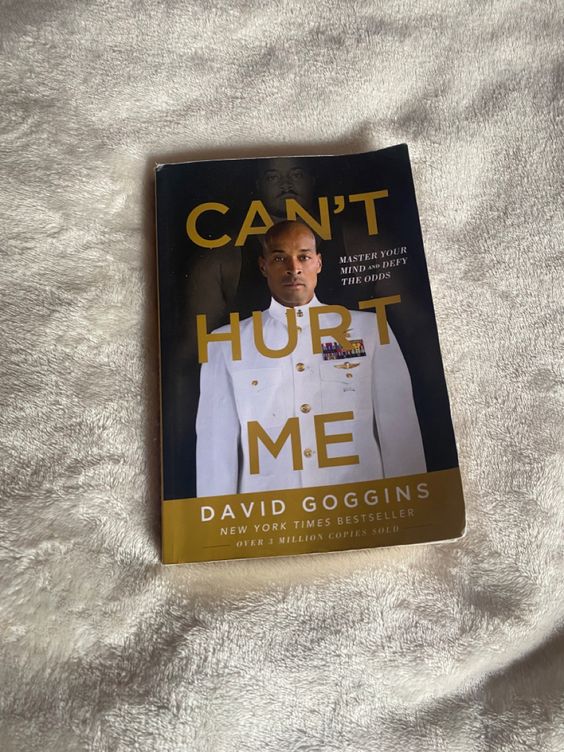 CAN'T
MASTER YOUR
MIND AND DEFY
THE ODDS
HURT
ME
DAVID GOGGINS
NEW YORK TIMES BESTSELLER
OVER 3 MILLION COPIES SOLD